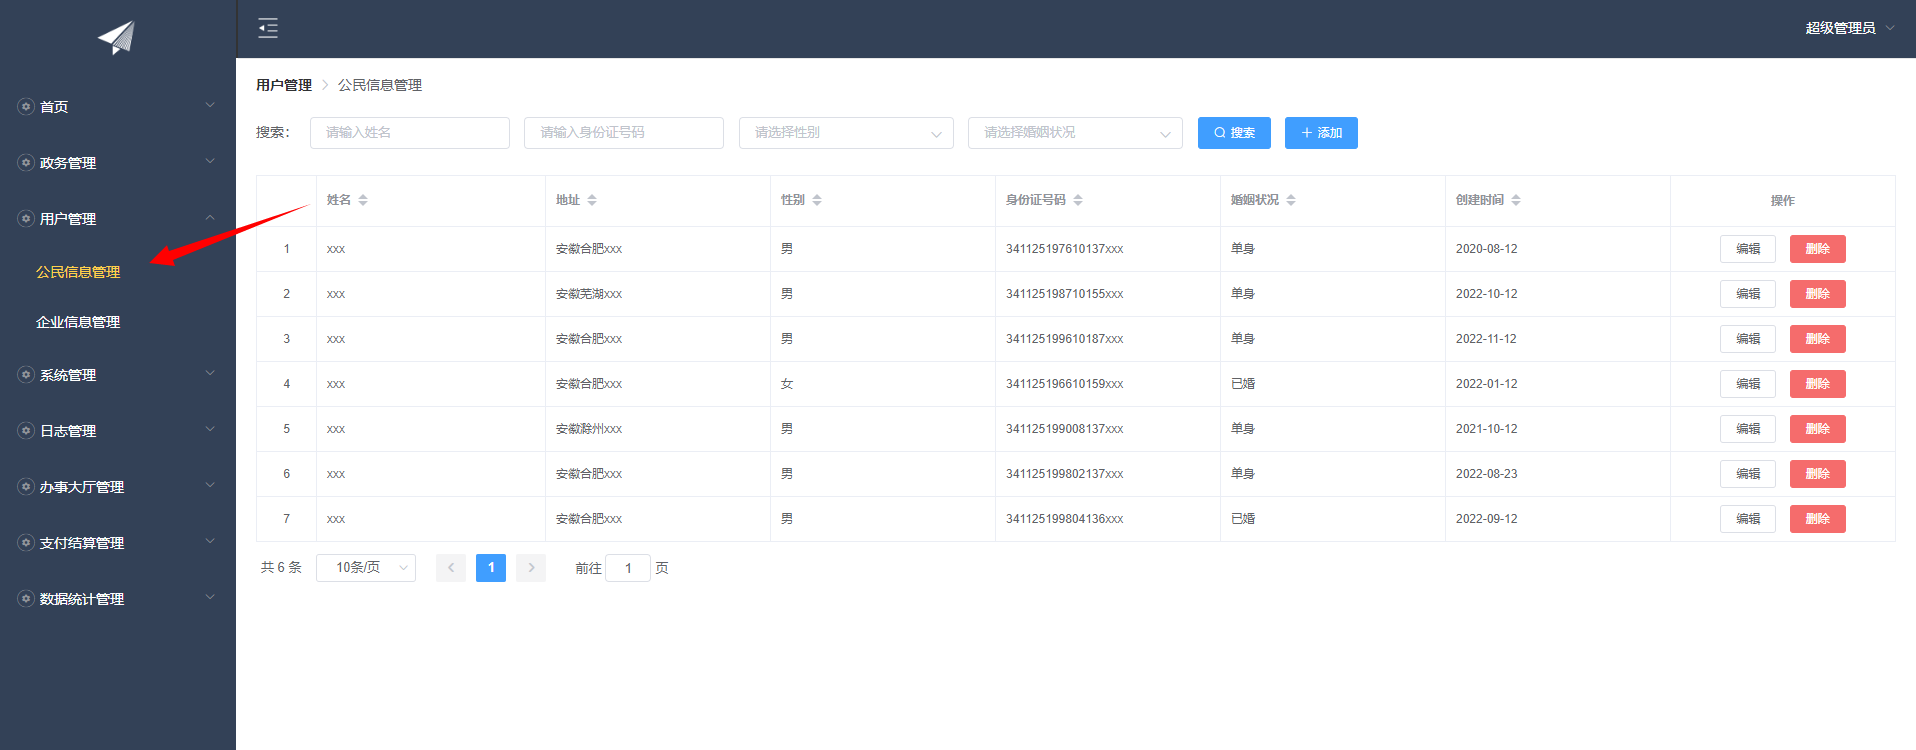 超级管理员
首页
政务管理
用户管理
公民信息管理
企业信息管理
系统管理
日志管理
办事大厅管理
支付结算管理
数据统计管理
用户管理 > 公民信息管理
搜索： 请输入姓名 请输入身份证号码 请选择性别 请选择婚姻状况 搜索 + 添加
姓名 地址 性别 身份证号码 婚姻状况 创建时间 操作
1 xxx 安徽合肥xxx 男 341125197610137xxx 单身 2020-08-12 编辑 删除
2 xxx 安徽芜湖xxx 男 341125198710155xxx 单身 2022-10-12 编辑 删除
3 xxx 安徽合肥xxx 男 341125199610187xxx 单身 2022-11-12 编辑 删除
4 xxx 安徽合肥xxx 女 341125196610159xxx 已婚 2022-01-12 编辑 删除
5 xxx 安徽滁州xxx 男 341125199008137xxx 单身 2021-10-12 编辑 删除
6 xxx 安徽合肥xxx 男 341125199802137xxx 单身 2022-08-23 编辑 删除
7 xxx 安徽合肥xxx 男 341125199804136xxx 已婚 2022-09-12 编辑 删除
共 6 条 10条/页 < 1 > 前往 1 页